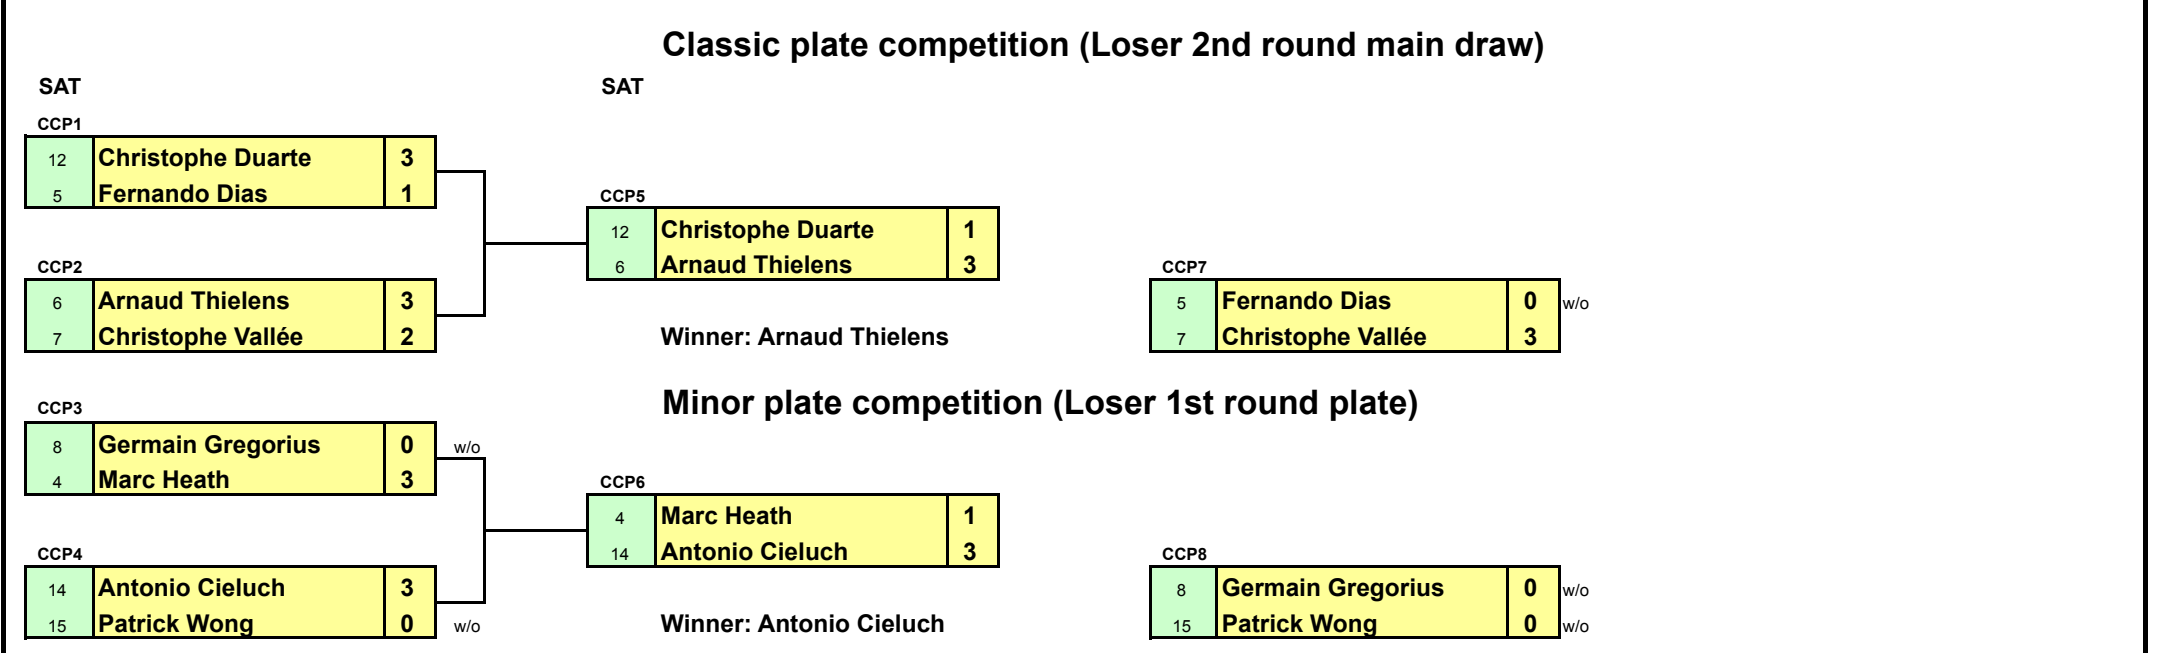 Classic plate competition (Loser 2nd round main draw)
SAT SAT
CCP1
12 Christophe Duarte 3
5 Fernando Dias 1
CCP5
12 Christophe Duarte 1
6 Arnaud Thielens 3
CCP2
6 Arnaud Thielens 3
7 Christophe Vallée 2
Winner: Arnaud Thielens
CCP7
5 Fernando Dias 0 w/o
7 Christophe Vallée 3
Minor plate competition (Loser 1st round plate)
CCP3
8 Germain Gregorius 0 w/o
4 Marc Heath 3
CCP6
4 Marc Heath 1
14 Antonio Cieluch 3
CCP4
14 Antonio Cieluch 3
15 Patrick Wong 0 w/o
Winner: Antonio Cieluch
CCP8
8 Germain Gregorius 0 w/o
15 Patrick Wong 0 w/o